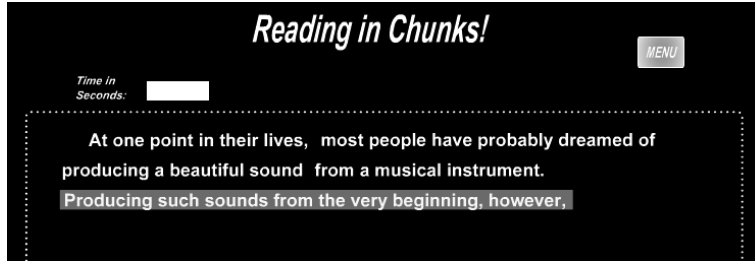 Reading in Chunks!
MENU
Time in
Seconds:
At one point in their lives, most people have probably dreamed of
producing a beautiful sound from a musical instrument.
Producing such sounds from the very beginning, however,